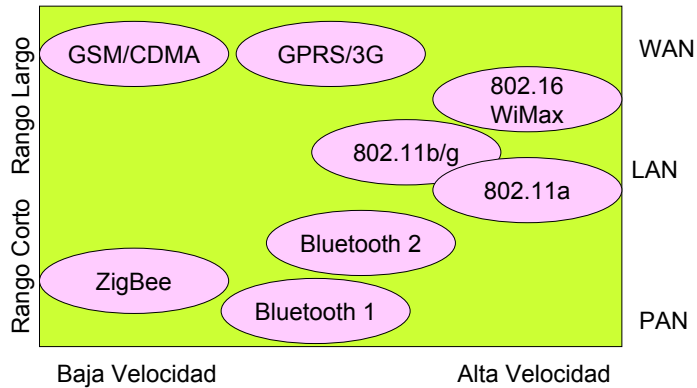 GSM/CDMA
GPRS/3G
WAN
802.16
WiMax
802.11b/g
LAN
802.11a
Bluetooth 2
ZigBee
Bluetooth 1
PAN
Rango Largo
Rango Corto
Baja Velocidad
Alta Velocidad